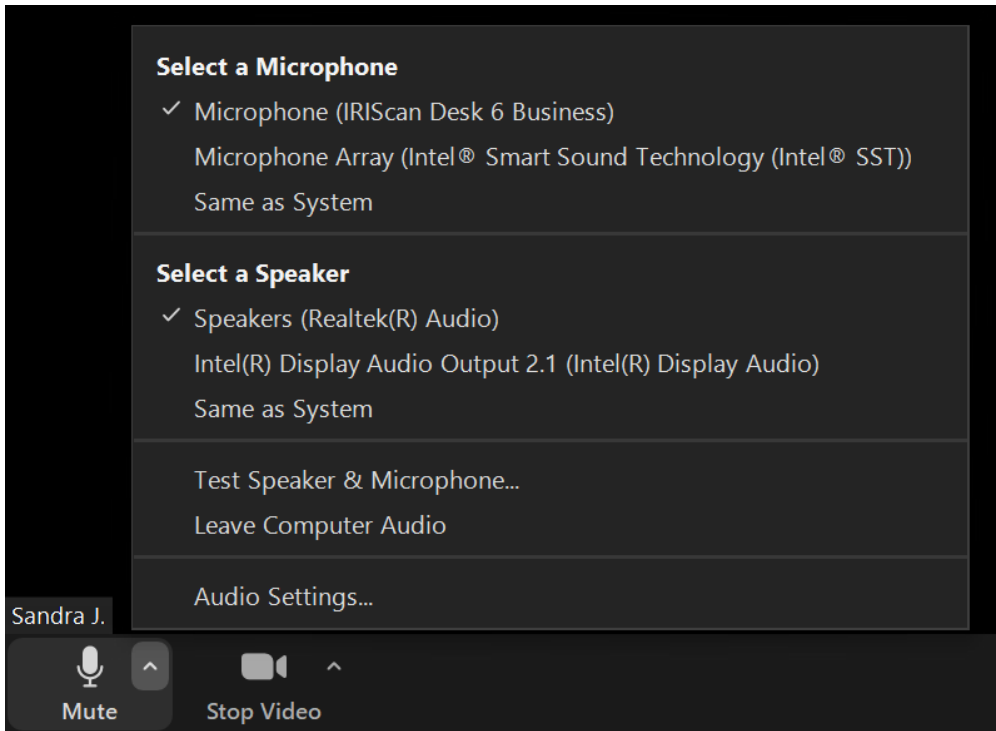 Select a Microphone
✓ Microphone (IRIScan Desk 6 Business)
Microphone Array (Intel® Smart Sound Technology (Intel® SST))
Same as System
Select a Speaker
✓ Speakers (Realtek(R) Audio)
Intel(R) Display Audio Output 2.1 (Intel(R) Display Audio)
Same as System
Test Speaker & Microphone...
Leave Computer Audio
Audio Settings...
Sandra J.
Mute
Stop Video